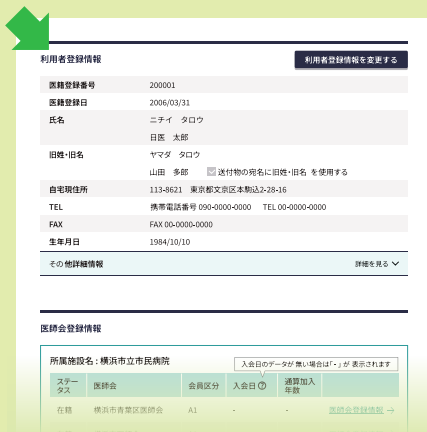 利用者登録情報
利用者登録情報を変更する
医籍登録番号 200001
医籍登録日 2006/03/31
氏名 ニチイ タロウ
日医 太郎
旧姓・旧名 ヤマダ タロウ
山田 多郎 送付物の宛名に旧姓・旧名 を使用する
自宅現住所 113-8621 東京都文京区本駒込2-28-16
TEL 携帯電話番号 090-0000-0000 TEL 00-0000-0000
FAX FAX 00-0000-0000
生年月日 1984/10/10
その他詳細情報 詳細を見る
医師会登録情報
所属施設名 : 横浜市立市民病院
入会日のデータが 無い場合は「 - 」が 表示されます
ステータス 医師会 会員区分 入会日 ? 通算加入年数
在籍 横浜市青葉区医師会 A1 - - 医師会登録情報 →